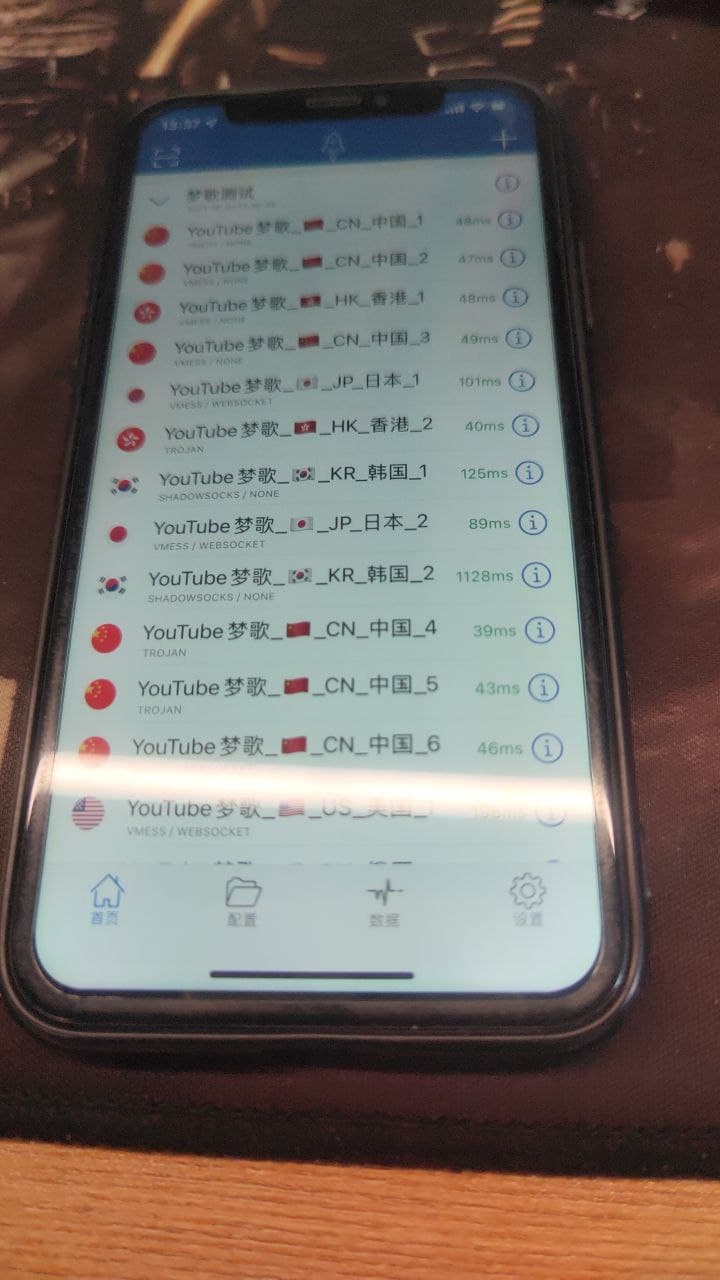 15:37
梦歌测试
YouTube梦歌_🇨🇳_CN_中国_1 48ms
VMESS / NONE
YouTube梦歌_🇨🇳_CN_中国_2 47ms
VMESS / NONE
YouTube梦歌_🇭🇰_HK_香港_1 48ms
VMESS / NONE
YouTube梦歌_🇨🇳_CN_中国_3 49ms
VMESS / NONE
YouTube梦歌_🇯🇵_JP_日本_1 101ms
VMESS / WEBSOCKET
YouTube梦歌_🇭🇰_HK_香港_2 40ms
TROJAN
YouTube梦歌_🇰🇷_KR_韩国_1 125ms
SHADOWSOCKS / NONE
YouTube梦歌_🇯🇵_JP_日本_2 89ms
VMESS / WEBSOCKET
YouTube梦歌_🇰🇷_KR_韩国_2 1128ms
SHADOWSOCKS / NONE
YouTube梦歌_🇨🇳_CN_中国_4 39ms
TROJAN
YouTube梦歌_🇨🇳_CN_中国_5 43ms
TROJAN
YouTube梦歌_🇨🇳_CN_中国_6 46ms
YouTube梦歌_🇺🇸_US_美国_1
VMESS / WEBSOCKET
首页 配置 数据 设置